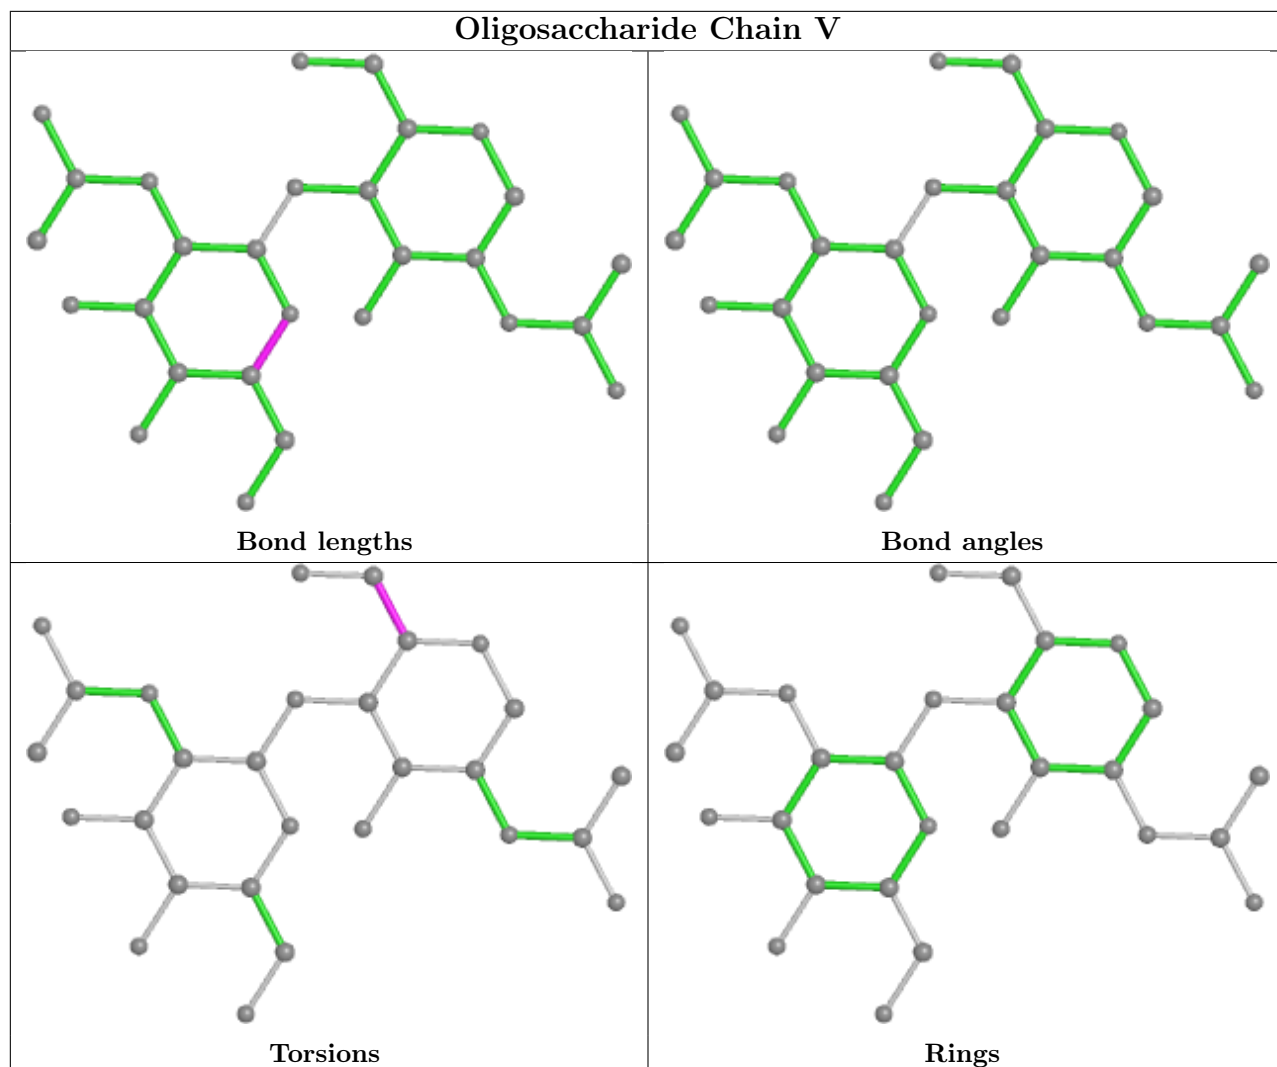 Oligosaccharide Chain V
Bond lengths
Bond angles
Torsions
Rings